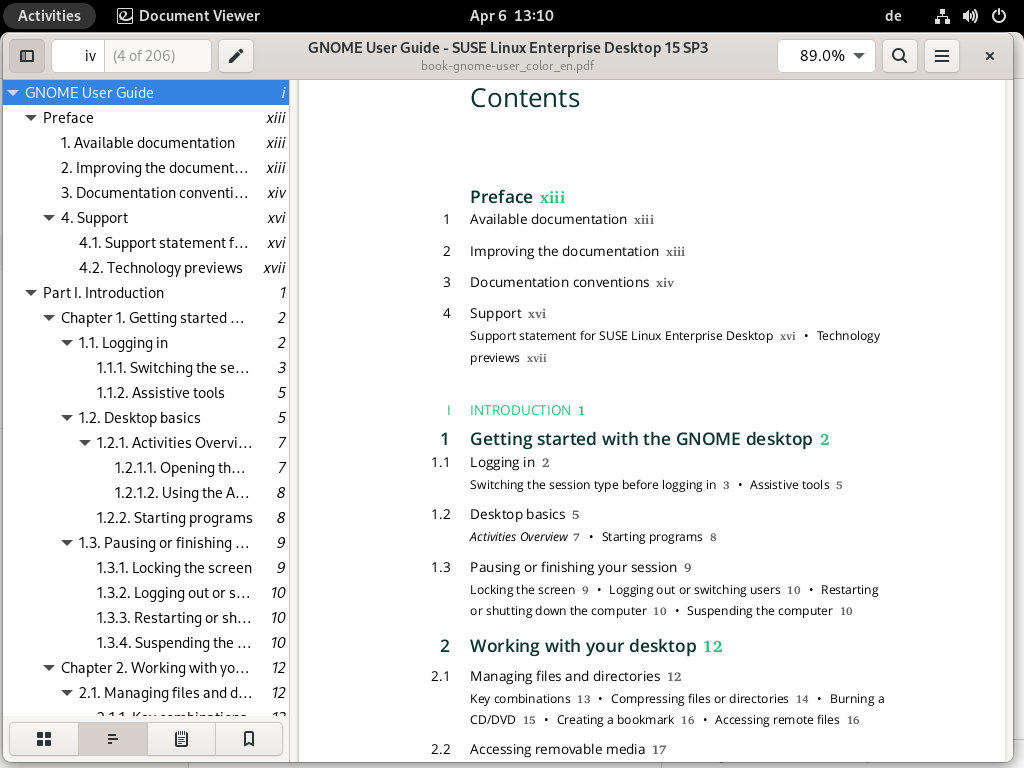 Activities Document Viewer Apr 6 13:10 de
iv (4 of 206) GNOME User Guide - SUSE Linux Enterprise Desktop 15 SP3 89.0%
book-gnome-user_color_en.pdf
GNOME User Guide i
Preface xiii
1. Available documentation xiii
2. Improving the document… xiii
3. Documentation conventi… xiv
4. Support xvi
4.1. Support statement f… xvi
4.2. Technology previews xvii
Part I. Introduction 1
Chapter 1. Getting started … 2
1.1. Logging in 2
1.1.1. Switching the se… 3
1.1.2. Assistive tools 5
1.2. Desktop basics 5
1.2.1. Activities Overvi… 7
1.2.1.1. Opening th… 7
1.2.1.2. Using the A… 8
1.2.2. Starting programs 8
1.3. Pausing or finishing … 9
1.3.1. Locking the screen 9
1.3.2. Logging out or s… 10
1.3.3. Restarting or sh… 10
1.3.4. Suspending the … 10
Chapter 2. Working with yo… 12
2.1. Managing files and d… 12
2.1.1. Key combinations 13
Contents
Preface xiii
1 Available documentation xiii
2 Improving the documentation xiii
3 Documentation conventions xiv
4 Support xvi
Support statement for SUSE Linux Enterprise Desktop xvi • Technology
previews xvii
I INTRODUCTION 1
1 Getting started with the GNOME desktop 2
1.1 Logging in 2
Switching the session type before logging in 3 • Assistive tools 5
1.2 Desktop basics 5
Activities Overview 7 • Starting programs 8
1.3 Pausing or finishing your session 9
Locking the screen 9 • Logging out or switching users 10 • Restarting
or shutting down the computer 10 • Suspending the computer 10
2 Working with your desktop 12
2.1 Managing files and directories 12
Key combinations 13 • Compressing files or directories 14 • Burning a
CD/DVD 15 • Creating a bookmark 16 • Accessing remote files 16
2.2 Accessing removable media 17